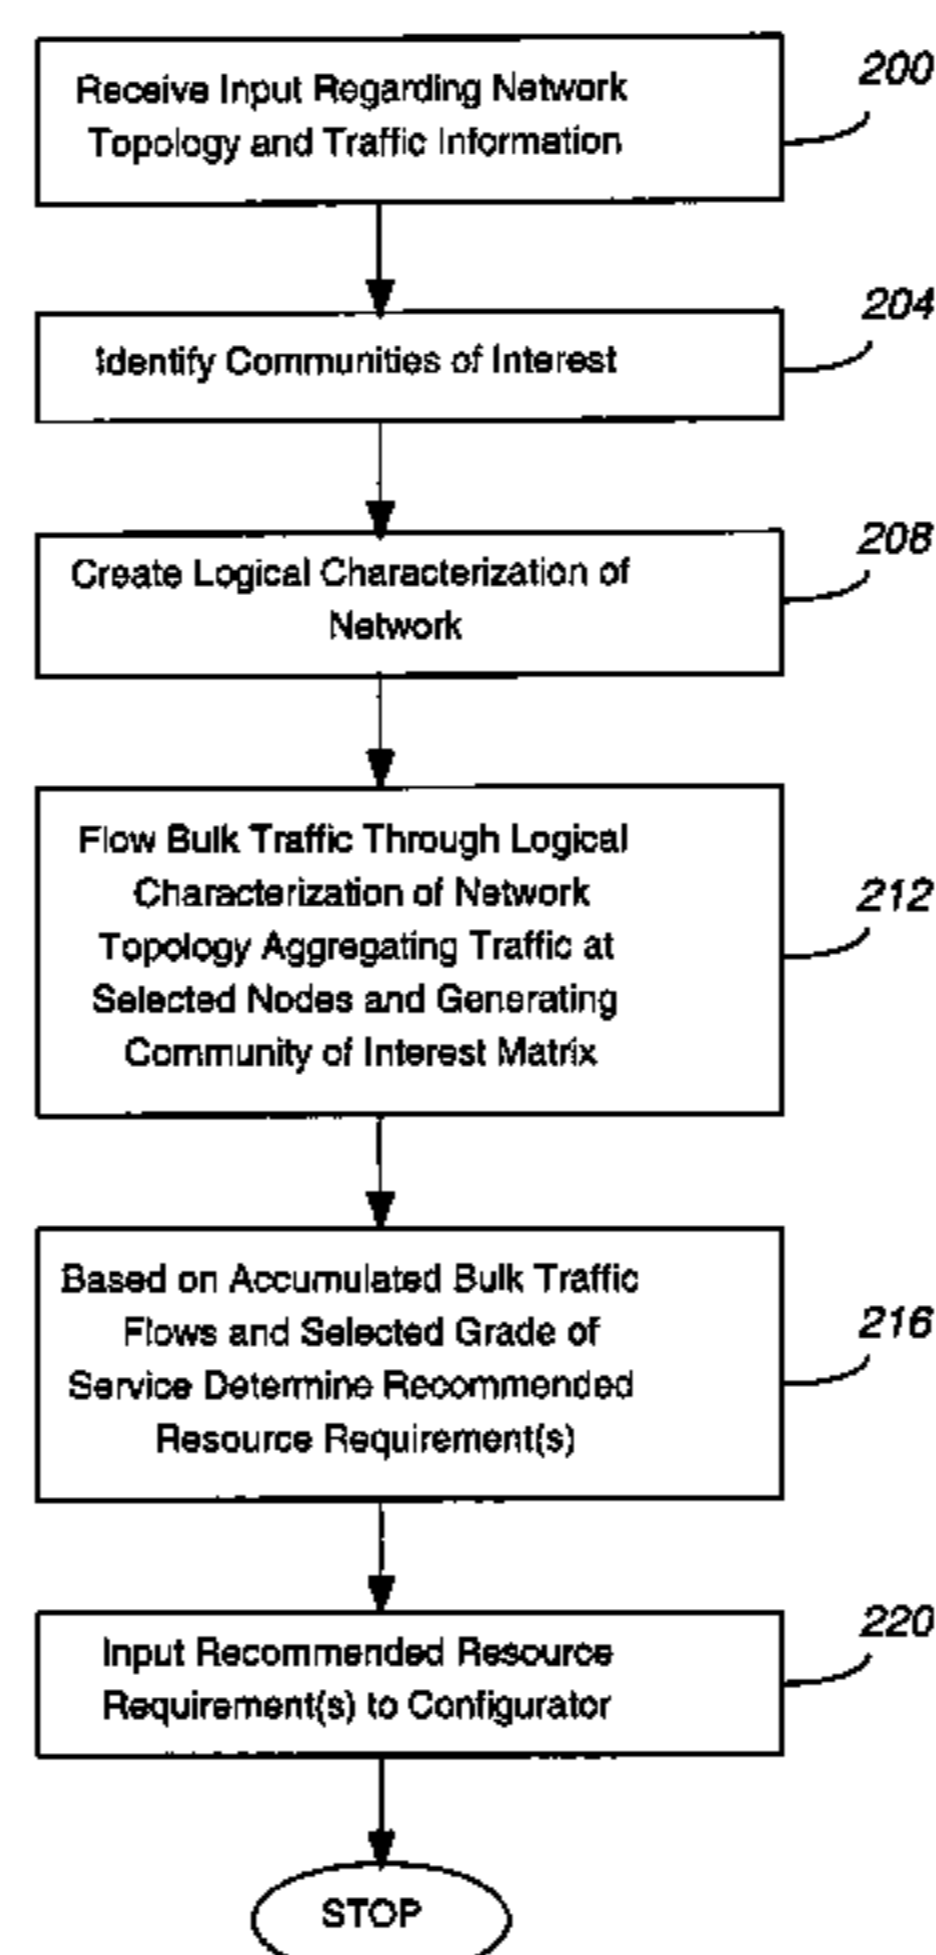 Receive Input Regarding Network
Topology and Traffic Information
200
Identify Communities of Interest
204
Create Logical Characterization of
Network
208
Flow Bulk Traffic Through Logical
Characterization of Network
Topology Aggregating Traffic at
Selected Nodes and Generating
Community of Interest Matrix
212
Based on Accumulated Bulk Traffic
Flows and Selected Grade of
Service Determine Recommended
Resource Requirement(s)
216
Input Recommended Resource
Requirement(s) to Configurator
220
STOP